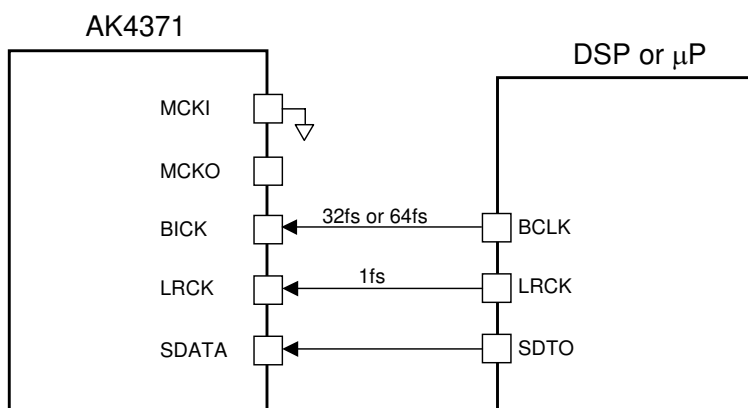 AK4371
DSP or μP
MCKI
MCKO
BICK
32fs or 64fs
BCLK
LRCK
1fs
LRCK
SDATA
SDTO